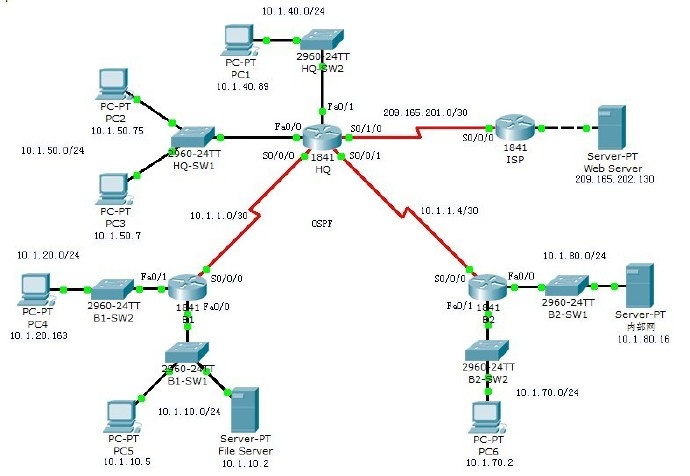 10.1.40.0/24
PC-PT
PC1
10.1.40.89
2960-24TT
HQ-SW2
Fa0/1
PC-PT
PC2
10.1.50.75
10.1.50.0/24
2960-24TT
HQ-SW1
Fa0/0
PC-PT
PC3
10.1.50.7
209.165.201.0/30
S0/1/0
S0/0/0
S0/0/1
1841
HQ
S0/0/0
1841
ISP
Server-PT
Web Server
209.165.202.130
10.1.1.0/30
OSPF
10.1.1.4/30
10.1.20.0/24
Fa0/1
S0/0/0
PC-PT
PC4
10.1.20.163
2960-24TT
B1-SW2
1841
B1
Fa0/0
2960-24TT
B1-SW1
10.1.10.0/24
PC-PT
PC5
10.1.10.5
Server-PT
File Server
10.1.10.2
10.1.80.0/24
S0/0/0
Fa0/0
Fa0/1
1841
B2
2960-24TT
B2-SW1
Server-PT
内部网
10.1.80.16
2960-24TT
B2-SW2
10.1.70.0/24
PC-PT
PC6
10.1.70.2